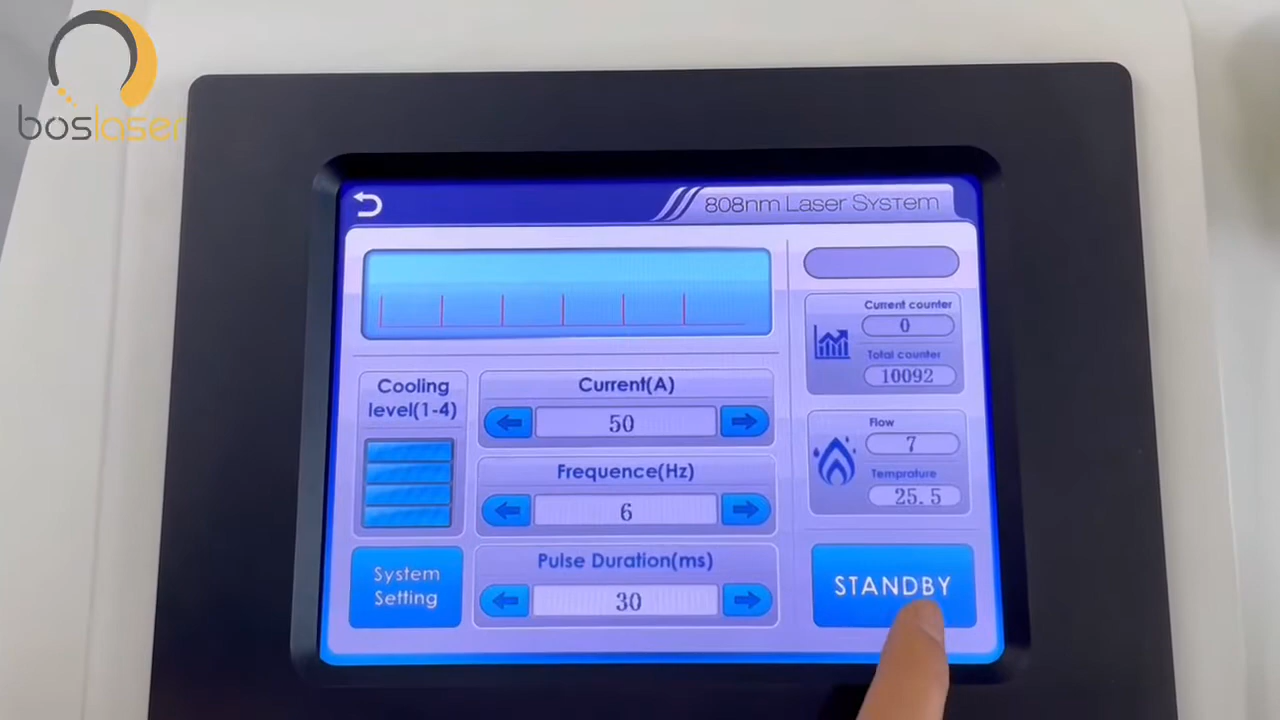 boslaser
808nm Laser System
Current counter
0
Total counter
10092
Cooling
level(1-4)
Current(A)
50
Frequence(Hz)
6
Pulse Duration(ms)
30
Flow
7
Temprature
25.5
System
Setting
STANDBY